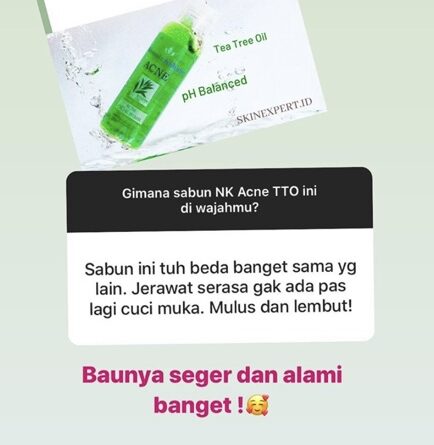 ACNE
Tea Tree Oil
pH Balanced
SKINEXPERT.ID
Gimana sabun NK Acne TTO ini
di wajahmu?
Sabun ini tuh beda banget sama yg
lain. Jerawat serasa gak ada pas
lagi cuci muka. Mulus dan lembut!
Baunya seger dan alami
banget !🥰